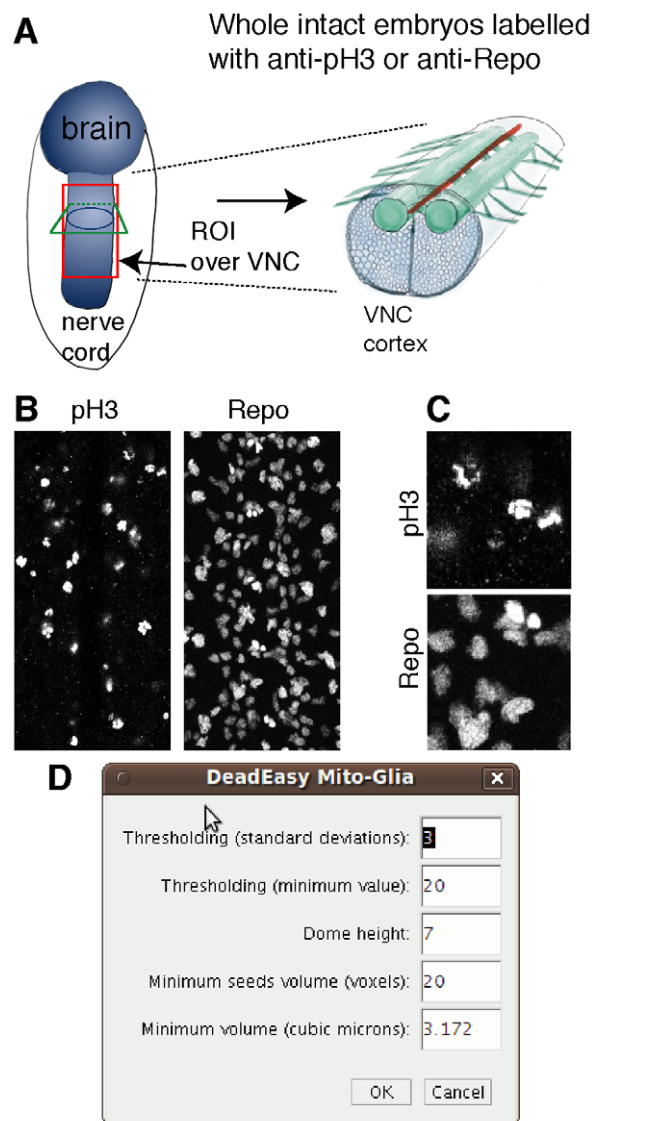 A
Whole intact embryos labelled
with anti-pH3 or anti-Repo
brain
ROI
over VNC
nerve
cord
VNC
cortex
B
pH3
Repo
C
pH3
Repo
D
DeadEasy Mito-Glia
Thresholding (standard deviations): 3
Thresholding (minimum value): 20
Dome height: 7
Minimum seeds volume (voxels): 20
Minimum volume (cubic microns): 3.172
OK Cancel